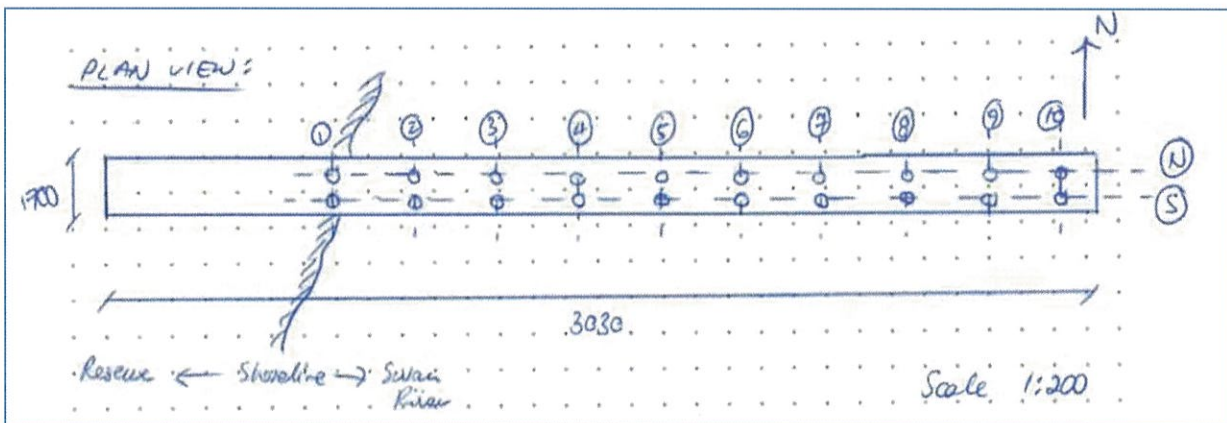 PLAN VIEW:
N
① ② ③ ④ ⑤ ⑥ ⑦ ⑧ ⑨ ⑩
Ⓝ
1700
Ⓢ
3030
Reserve ← Shoreline → Swan
River
Scale 1:200